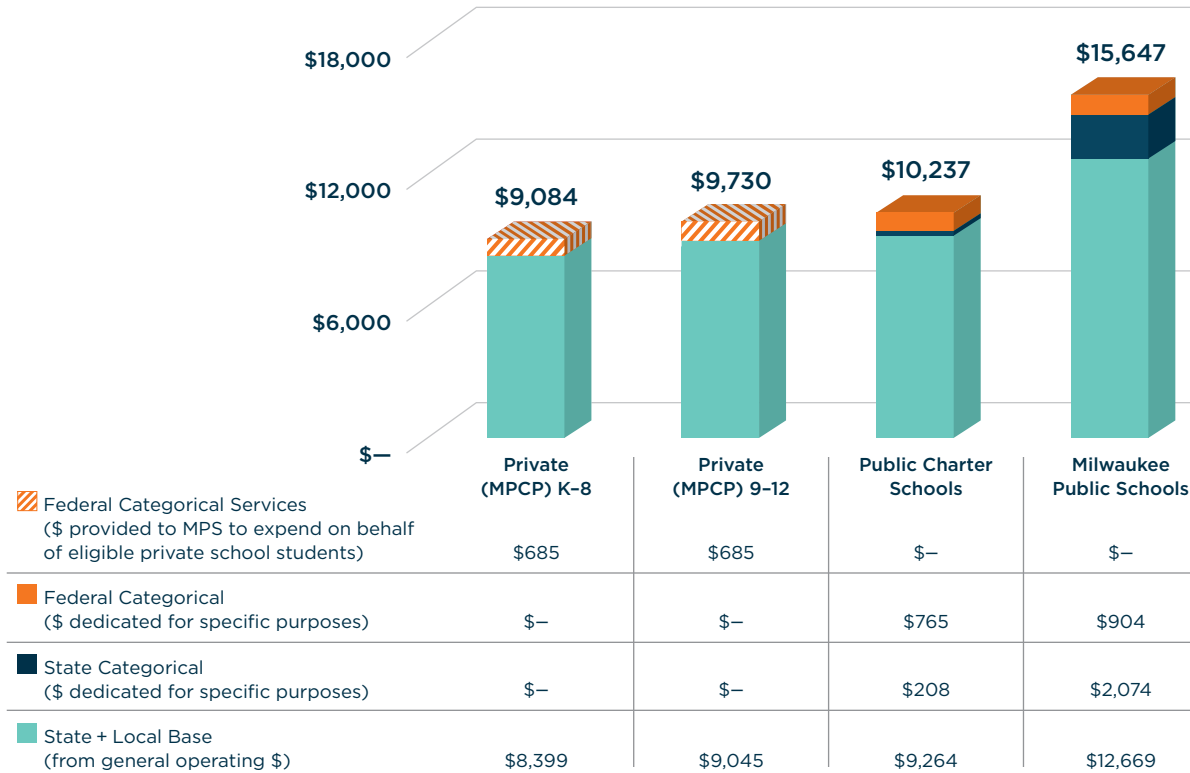 $18,000
$12,000
$6,000
$—
$9,084
$9,730
$10,237
$15,647
Private
(MPCP) K–8
Private
(MPCP) 9–12
Public Charter
Schools
Milwaukee
Public Schools
Federal Categorical Services
($ provided to MPS to expend on behalf
of eligible private school students) $685 $685 $– $–
Federal Categorical
($ dedicated for specific purposes) $– $– $765 $904
State Categorical
($ dedicated for specific purposes) $– $– $208 $2,074
State + Local Base
(from general operating $) $8,399 $9,045 $9,264 $12,669